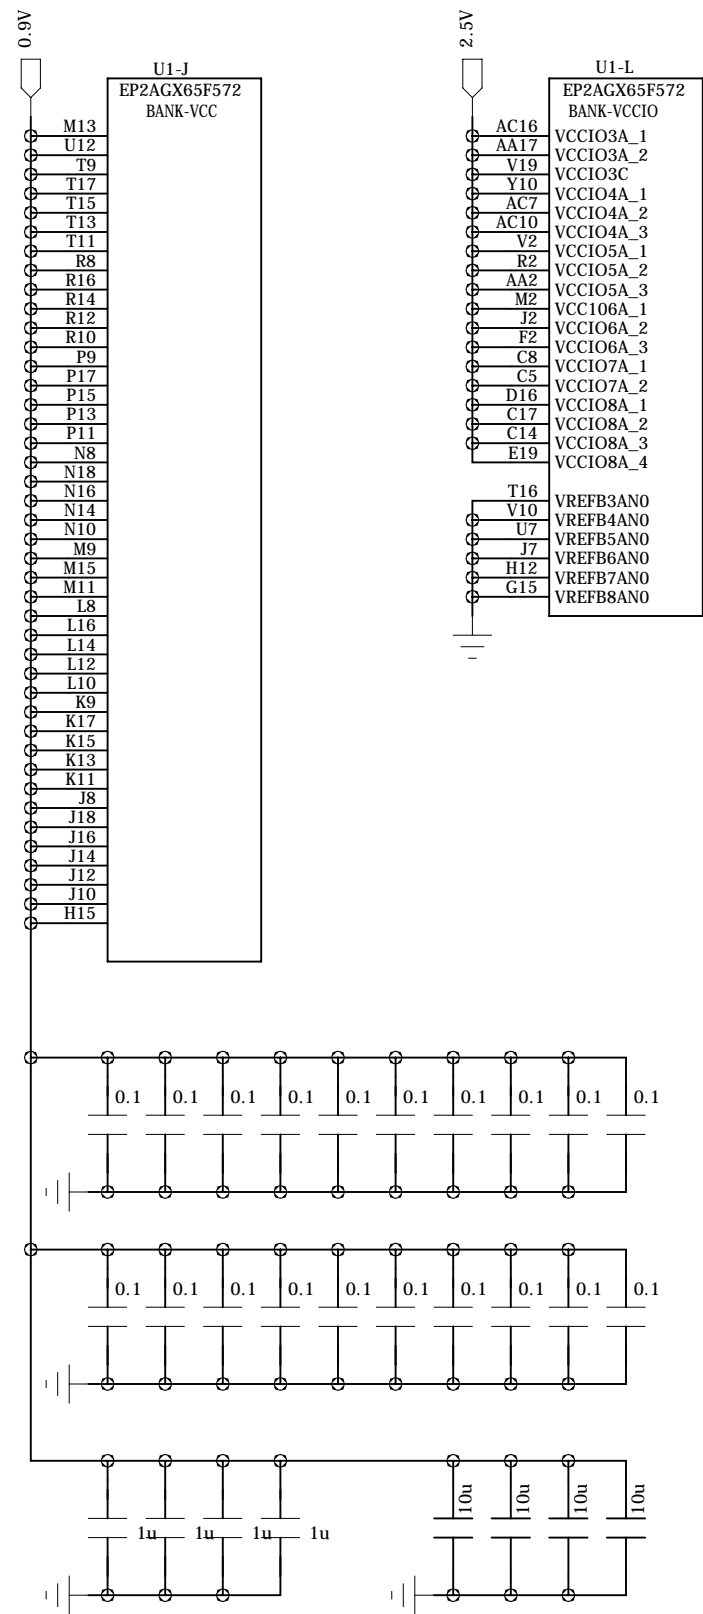 0.9V
U1-J
EP2AGX65F572
BANK-VCC
M13
U12
T9
T17
T15
T13
T11
R8
R16
R14
R12
R10
P9
P17
P15
P13
P11
N8
N18
N16
N14
N10
M9
M15
M11
L8
L16
L14
L12
L10
K9
K17
K15
K13
K11
J8
J18
J16
J14
J12
J10
H15
2.5V
U1-L
EP2AGX65F572
BANK-VCCIO
AC16 VCCIO3A_1
AA17 VCCIO3A_2
V19 VCCIO3C
Y10 VCCIO4A_1
AC7 VCCIO4A_2
AC10 VCCIO4A_3
V2 VCCIO5A_1
R2 VCCIO5A_2
AA2 VCCIO5A_3
M2 VCC106A_1
J2 VCCIO6A_2
F2 VCCIO6A_3
C8 VCCIO7A_1
C5 VCCIO7A_2
D16 VCCIO8A_1
C17 VCCIO8A_2
C14 VCCIO8A_3
E19 VCCIO8A_4
T16 VREFB3AN0
V10 VREFB4AN0
U7 VREFB5AN0
J7 VREFB6AN0
H12 VREFB7AN0
G15 VREFB8AN0
0.1 0.1 0.1 0.1 0.1 0.1 0.1 0.1 0.1 0.1
0.1 0.1 0.1 0.1 0.1 0.1 0.1 0.1 0.1 0.1
1u 1u 1u 1u
10u 10u 10u 10u